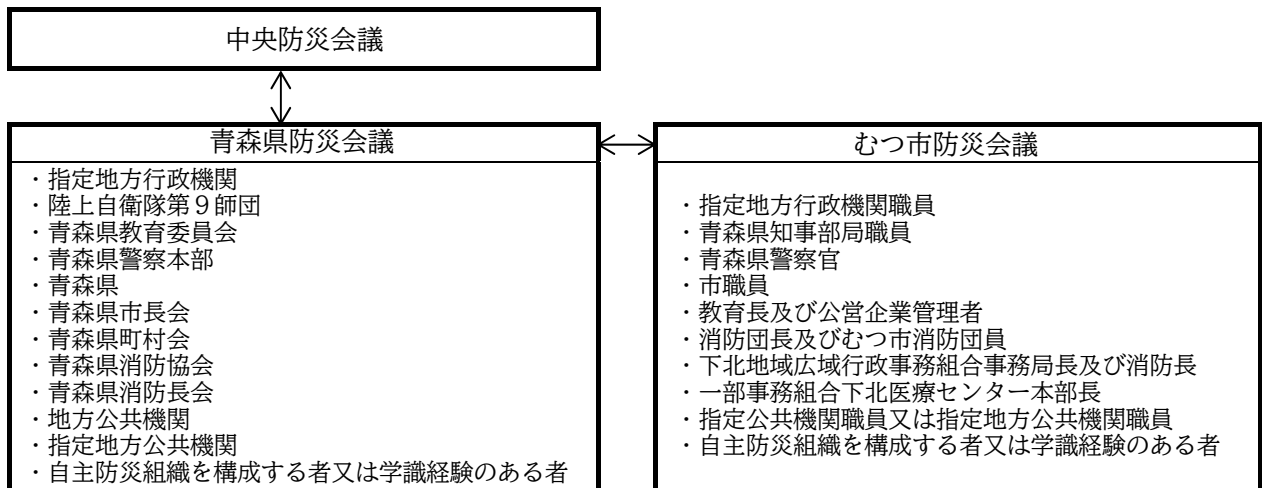 中央防災会議
青森県防災会議
・指定地方行政機関
・陸上自衛隊第９師団
・青森県教育委員会
・青森県警察本部
・青森県
・青森県市長会
・青森県町村会
・青森県消防協会
・青森県消防長会
・地方公共機関
・指定地方公共機関
・自主防災組織を構成する者又は学識経験のある者
むつ市防災会議
・指定地方行政機関職員
・青森県知事部局職員
・青森県警察官
・市職員
・教育長及び公営企業管理者
・消防団長及びむつ市消防団員
・下北地域広域行政事務組合事務局長及び消防長
・一部事務組合下北医療センター本部長
・指定公共機関職員又は指定地方公共機関職員
・自主防災組織を構成する者又は学識経験のある者